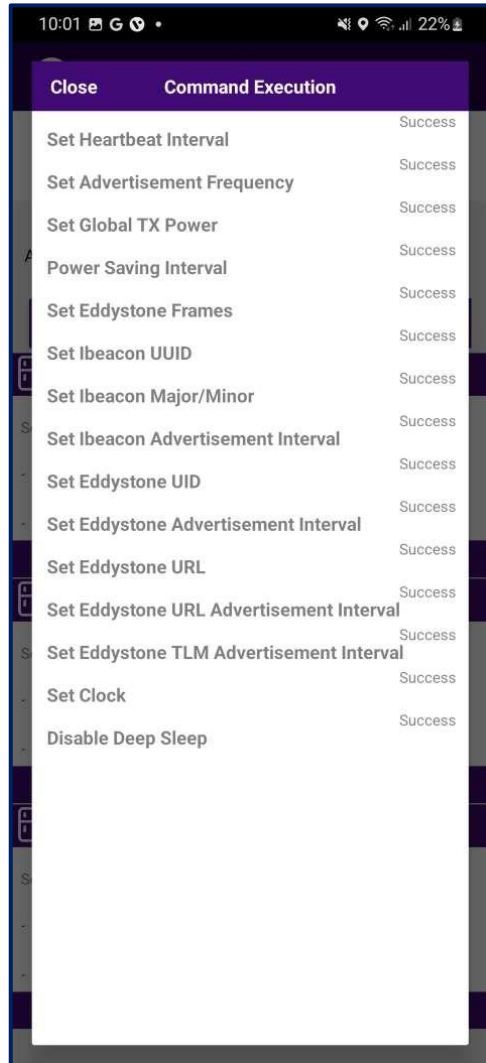 10:01 G 22%
Close Command Execution
Success
Set Heartbeat Interval
Success
Set Advertisement Frequency
Success
Set Global TX Power
Success
Power Saving Interval
Success
Set Eddystone Frames
Success
Set Ibeacon UUID
Success
Set Ibeacon Major/Minor
Success
Set Ibeacon Advertisement Interval
Success
Set Eddystone UID
Success
Set Eddystone Advertisement Interval
Success
Set Eddystone URL
Success
Set Eddystone URL Advertisement Interval
Success
Set Eddystone TLM Advertisement Interval
Success
Set Clock
Success
Disable Deep Sleep